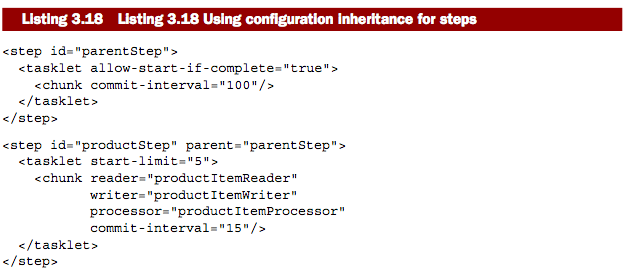 Listing 3.18 Listing 3.18 Using configuration inheritance for steps
<step id="parentStep">
  <tasklet allow-start-if-complete="true">
    <chunk commit-interval="100"/>
  </tasklet>
</step>
<step id="productStep" parent="parentStep">
  <tasklet start-limit="5">
    <chunk reader="productItemReader"
           writer="productItemWriter"
           processor="productItemProcessor"
           commit-interval="15"/>
  </tasklet>
</step>